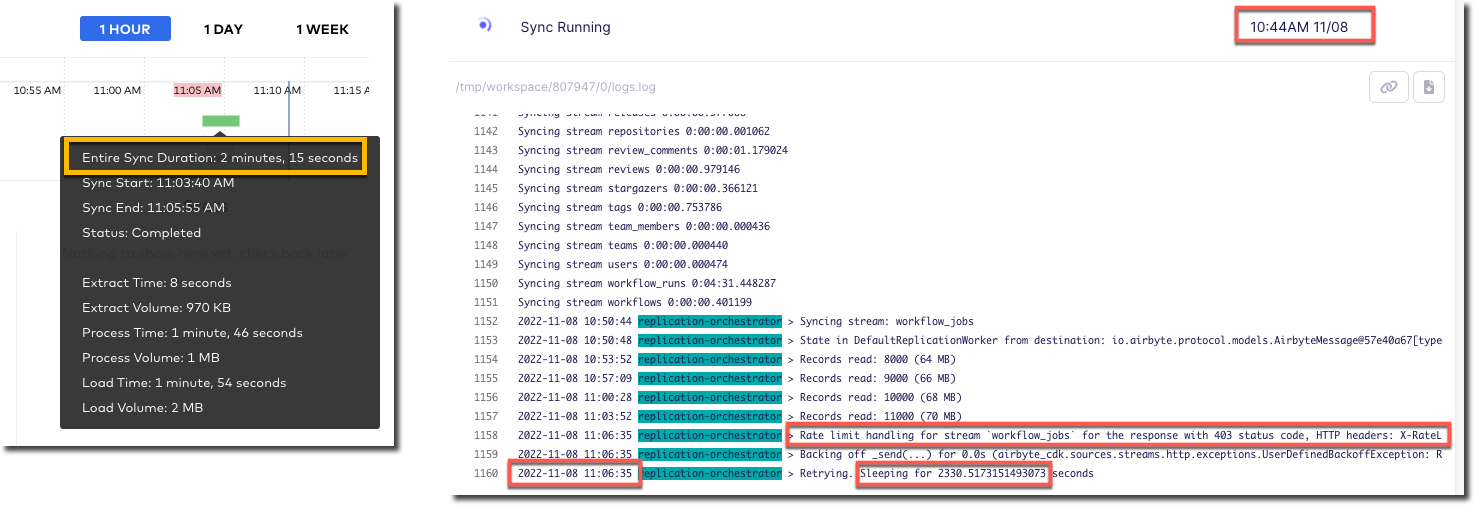 1 HOUR
1 DAY
1 WEEK
10:55 AM
11:00 AM
11:05 AM
11:10 AM
11:15 A
Entire Sync Duration: 2 minutes, 15 seconds
Sync Start: 11:03:40 AM
Sync End: 11:05:55 AM
Status: Completed
Nothing to show here yet, check back later
Extract Time: 8 seconds
Extract Volume: 970 KB
Process Time: 1 minute, 46 seconds
Process Volume: 1 MB
Load Time: 1 minute, 54 seconds
Load Volume: 2 MB
Sync Running
10:44AM 11/08
/tmp/workspace/807947/0/logs.log
1141 Syncing stream releases
1142 Syncing stream repositories 0:00:00.001062
1143 Syncing stream review_comments 0:00:01.179024
1144 Syncing stream reviews 0:00:00.979146
1145 Syncing stream stargazers 0:00:00.366121
1146 Syncing stream tags 0:00:00.753786
1147 Syncing stream team_members 0:00:00.000436
1148 Syncing stream teams 0:00:00.000440
1149 Syncing stream users 0:00:00.000474
1150 Syncing stream workflow_runs 0:04:31.448287
1151 Syncing stream workflows 0:00:00.401199
1152 2022-11-08 10:50:44 replication-orchestrator > Syncing stream: workflow_jobs
1153 2022-11-08 10:50:48 replication-orchestrator > State in DefaultReplicationWorker from destination: io.airbyte.protocol.models.AirbyteMessage@57e40a67[type
1154 2022-11-08 10:53:52 replication-orchestrator > Records read: 8000 (64 MB)
1155 2022-11-08 10:57:09 replication-orchestrator > Records read: 9000 (66 MB)
1156 2022-11-08 11:00:28 replication-orchestrator > Records read: 10000 (68 MB)
1157 2022-11-08 11:03:52 replication-orchestrator > Records read: 11000 (70 MB)
1158 2022-11-08 11:06:35 replication-orchestrator > Rate limit handling for stream `workflow_jobs` for the response with 403 status code, HTTP headers: X-RateL
1159 2022-11-08 11:06:35 replication-orchestrator > Backing off _send(...) for 0.0s (airbyte_cdk.sources.streams.http.exceptions.UserDefinedBackoffException: R
1160 2022-11-08 11:06:35 replication-orchestrator > Retrying. Sleeping for 2330.5173151493073 seconds